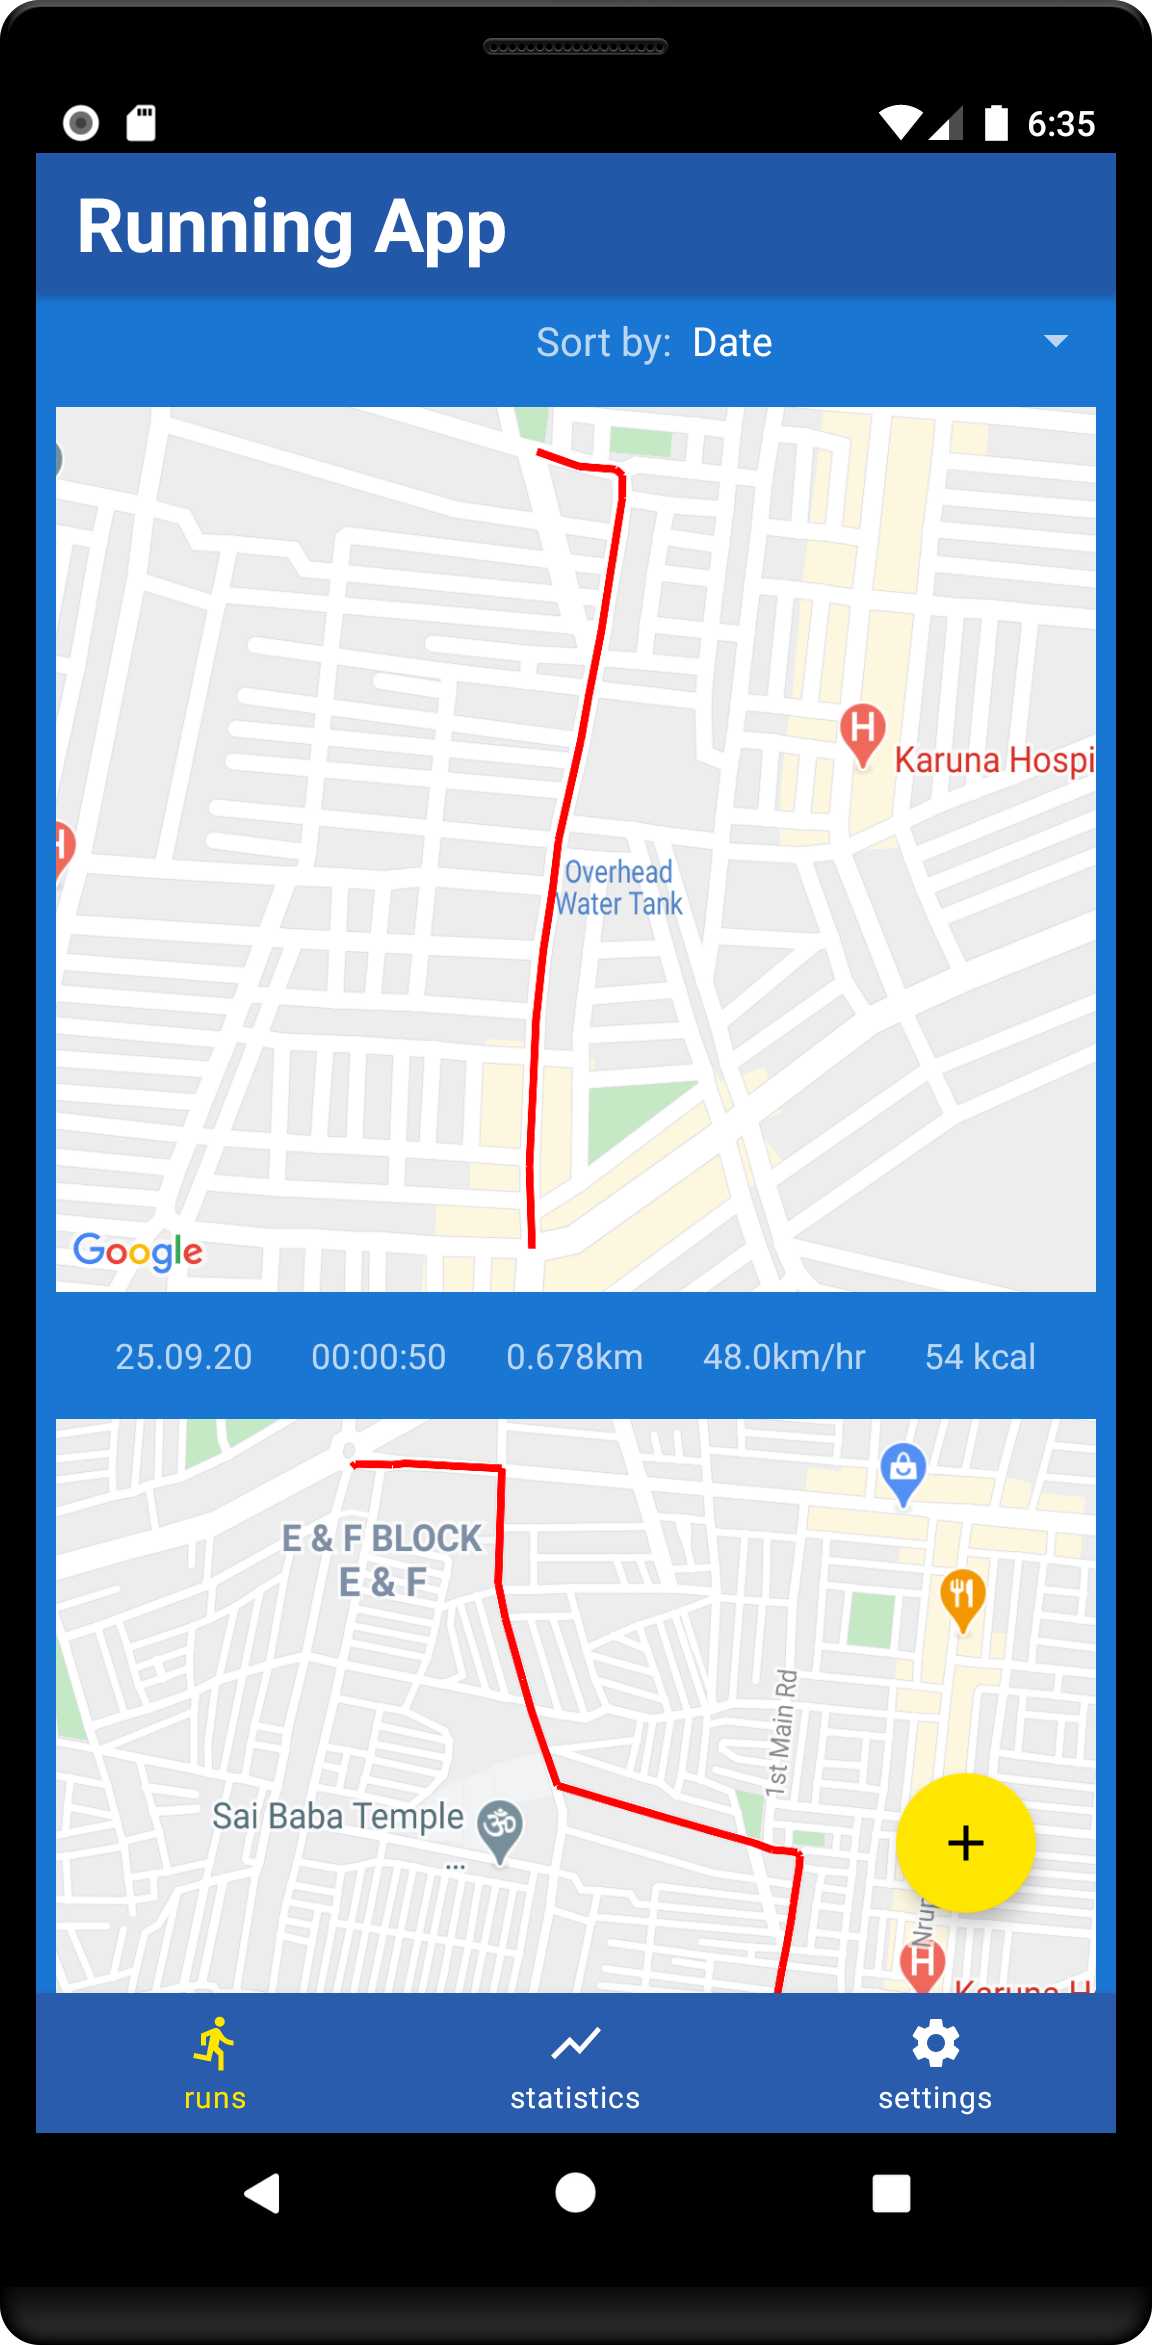 6:35
Running App
Sort by: Date
Karuna Hospi
Overhead
Water Tank
H
H
Google
25.09.20 00:00:50 0.678km 48.0km/hr 54 kcal
E & F BLOCK
E & F
1st Main Rd
Sai Baba Temple
...
ॐ
Nrup
H
Karuna H
runs statistics settings